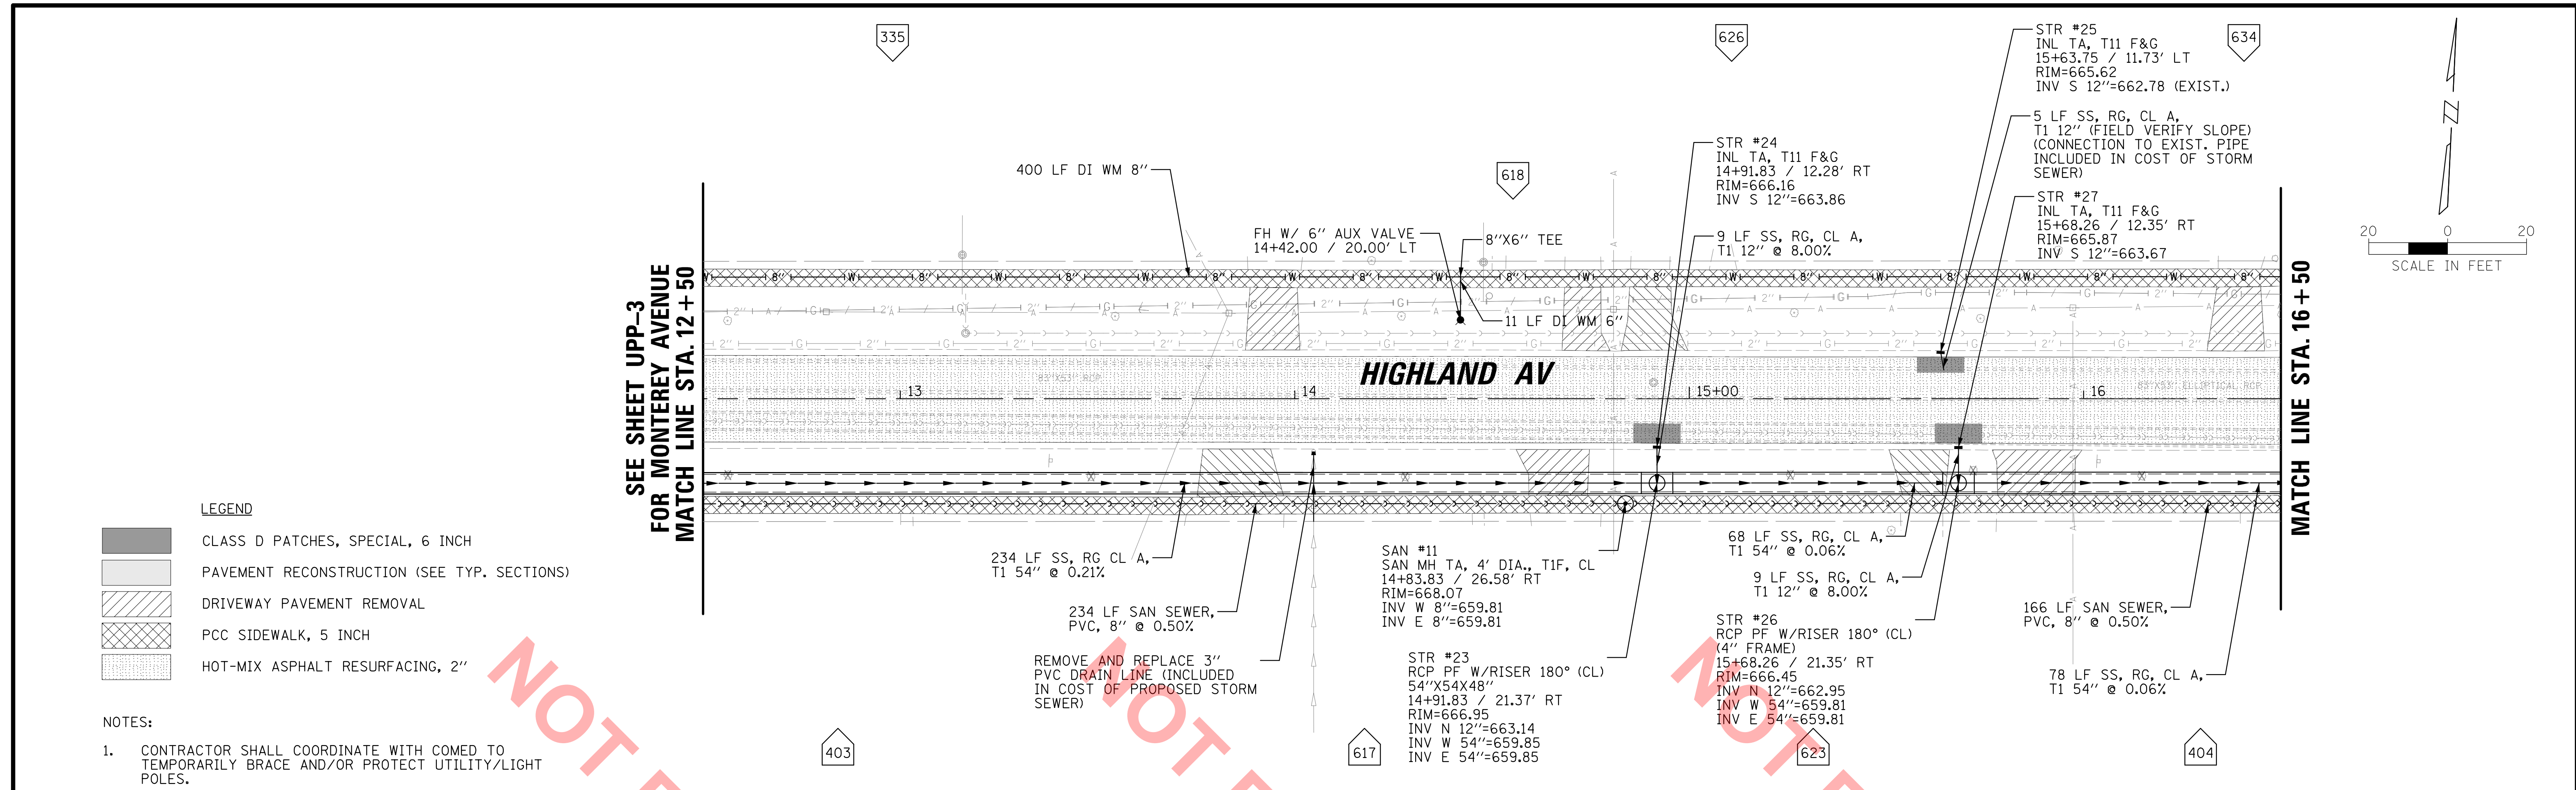 335
626
634
618
STR #25
INL TA, T11 F&G
15+63.75 / 11.73' LT
RIM=665.62
INV S 12"=662.78 (EXIST.)
5 LF SS, RG, CL A,
T1 12" (FIELD VERIFY SLOPE)
(CONNECTION TO EXIST. PIPE
INCLUDED IN COST OF STORM
SEWER)
STR #24
INL TA, T11 F&G
14+91.83 / 12.28' RT
RIM=666.16
INV S 12"=663.86
STR #27
INL TA, T11 F&G
15+68.26 / 12.35' RT
RIM=665.87
INV S 12"=663.67
N
20 0 20
SCALE IN FEET
400 LF DI WM 8"
FH W/ 6" AUX VALVE
14+42.00 / 20.00' LT
8"X6" TEE
9 LF SS, RG, CL A,
T1 12" @ 8.00%
11 LF DI WM 6"
SEE SHEET UPP-3
FOR MONTEREY AVENUE
MATCH LINE STA. 12+50
HIGHLAND AV
83"X53" RCP
83"X53" ELLIPTICAL RCP
13
14
15+00
16
MATCH LINE STA. 16+50
LEGEND
CLASS D PATCHES, SPECIAL, 6 INCH
PAVEMENT RECONSTRUCTION (SEE TYP. SECTIONS)
DRIVEWAY PAVEMENT REMOVAL
PCC SIDEWALK, 5 INCH
HOT-MIX ASPHALT RESURFACING, 2"
NOTES:
1. CONTRACTOR SHALL COORDINATE WITH COMED TO
TEMPORARILY BRACE AND/OR PROTECT UTILITY/LIGHT
POLES.
234 LF SS, RG CL A,
T1 54" @ 0.21%
234 LF SAN SEWER,
PVC, 8" @ 0.50%
REMOVE AND REPLACE 3"
PVC DRAIN LINE (INCLUDED
IN COST OF PROPOSED STORM
SEWER)
SAN #11
SAN MH TA, 4' DIA., T1F, CL
14+83.83 / 26.58' RT
RIM=668.07
INV W 8"=659.81
INV E 8"=659.81
STR #23
RCP PF W/RISER 180° (CL)
54"X54X48"
14+91.83 / 21.37' RT
RIM=666.95
INV N 12"=663.14
INV W 54"=659.85
INV E 54"=659.85
68 LF SS, RG, CL A,
T1 54" @ 0.06%
9 LF SS, RG, CL A,
T1 12" @ 8.00%
STR #26
RCP PF W/RISER 180° (CL)
(4" FRAME)
15+68.26 / 21.35' RT
RIM=666.45
INV N 12"=662.95
INV W 54"=659.81
INV E 54"=659.81
166 LF SAN SEWER,
PVC, 8" @ 0.50%
78 LF SS, RG, CL A,
T1 54" @ 0.06%
403
617
623
404
NOT
NOT
NOT